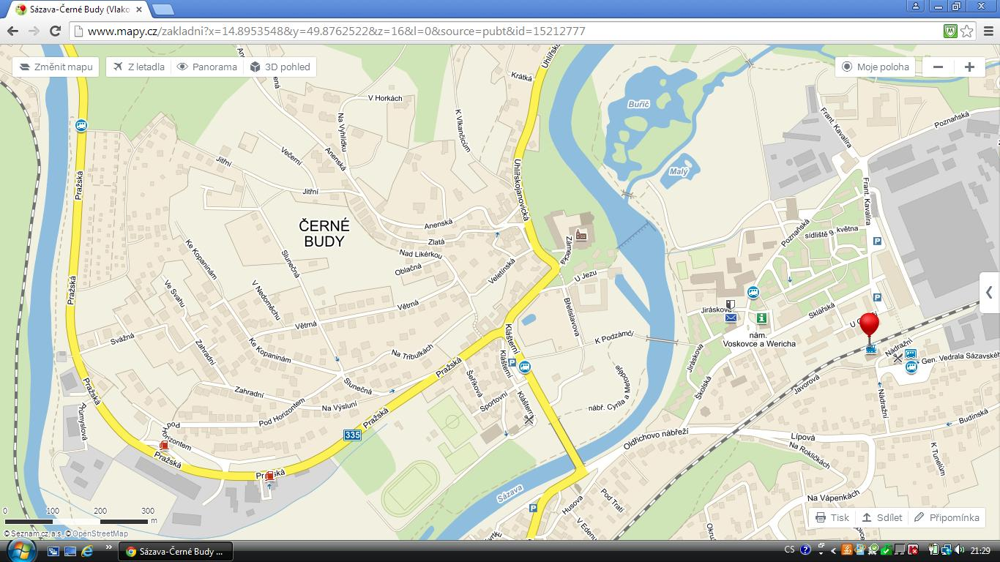 Sázava-Černé Budy (Vlako
www.mapy.cz/zakladni?x=14.8953548&y=49.8762522&z=16&l=0&source=pubt&id=15212777
Změnit mapu
Z letadla
Panorama
3D pohled
Moje poloha
Krátká
V Horkách
K Vlkančicům
Na Vyhlídku
Anenská
Večerní
Jitřní
Jitřní
Uhlířskojanovická
Buřič
Malý
Frant. Kavalíra
Poznaňská
Frant. Kavalíra
Pražská
ČERNÉ
BUDY
Anenská
Zlatá
Nad Likérkou
Oblačná
Veletínská
Zámecká
U Jezu
Poznaňská
sídliště 9. května
Ke Kopaninám
Slunečná
Ve Svahu
V Nedoměchu
Větrná
Větrná
Břetislavova
Pražská
Jiráskova
Sklářská
nám.
Voskovce a Wericha
Svážná
Zahradní
Ke Kopaninám
Na Tribulkách
Klášterní
K Podzámčí
Jiráskova
Nádražní
Gen. Vedrala Sázavského
Pražská
Slunečná
Pražská
Klášterní
Šeříková
Sportovní
Klášterní
nábř. Cyrila a Metoděje
Školská
Javorová
Nádražní
Zahradní
Na Výsluní
Pod Horizontem
Pražská
335
Průmyslová
Pod Horizontem
Pražská
Pražská
Oldřichovo nábřeží
Lípová
Na Rokličkách
Budínská
K Tunelům
Na Vápenkách
Sázava
Husova
Pod Tratí
P
P
P
P
0 100 200 300
m
© Seznam.cz, a.s., © OpenStreetMap
Tisk
Sdílet
Připomínka
Sázava-Černé Budy ...
CS
21:29